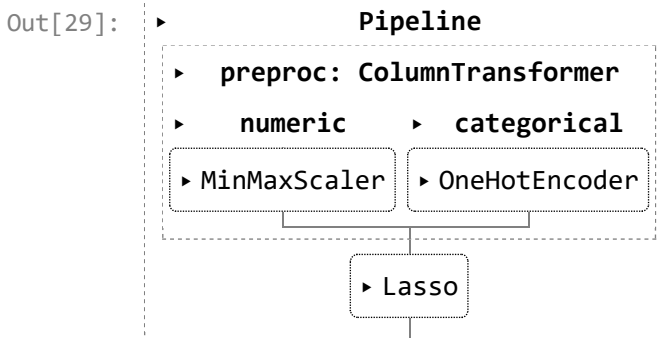 Out[29]: ▸ Pipeline
▸ preproc: ColumnTransformer
▸ numeric ▸ categorical
▸ MinMaxScaler ▸ OneHotEncoder
▸ Lasso